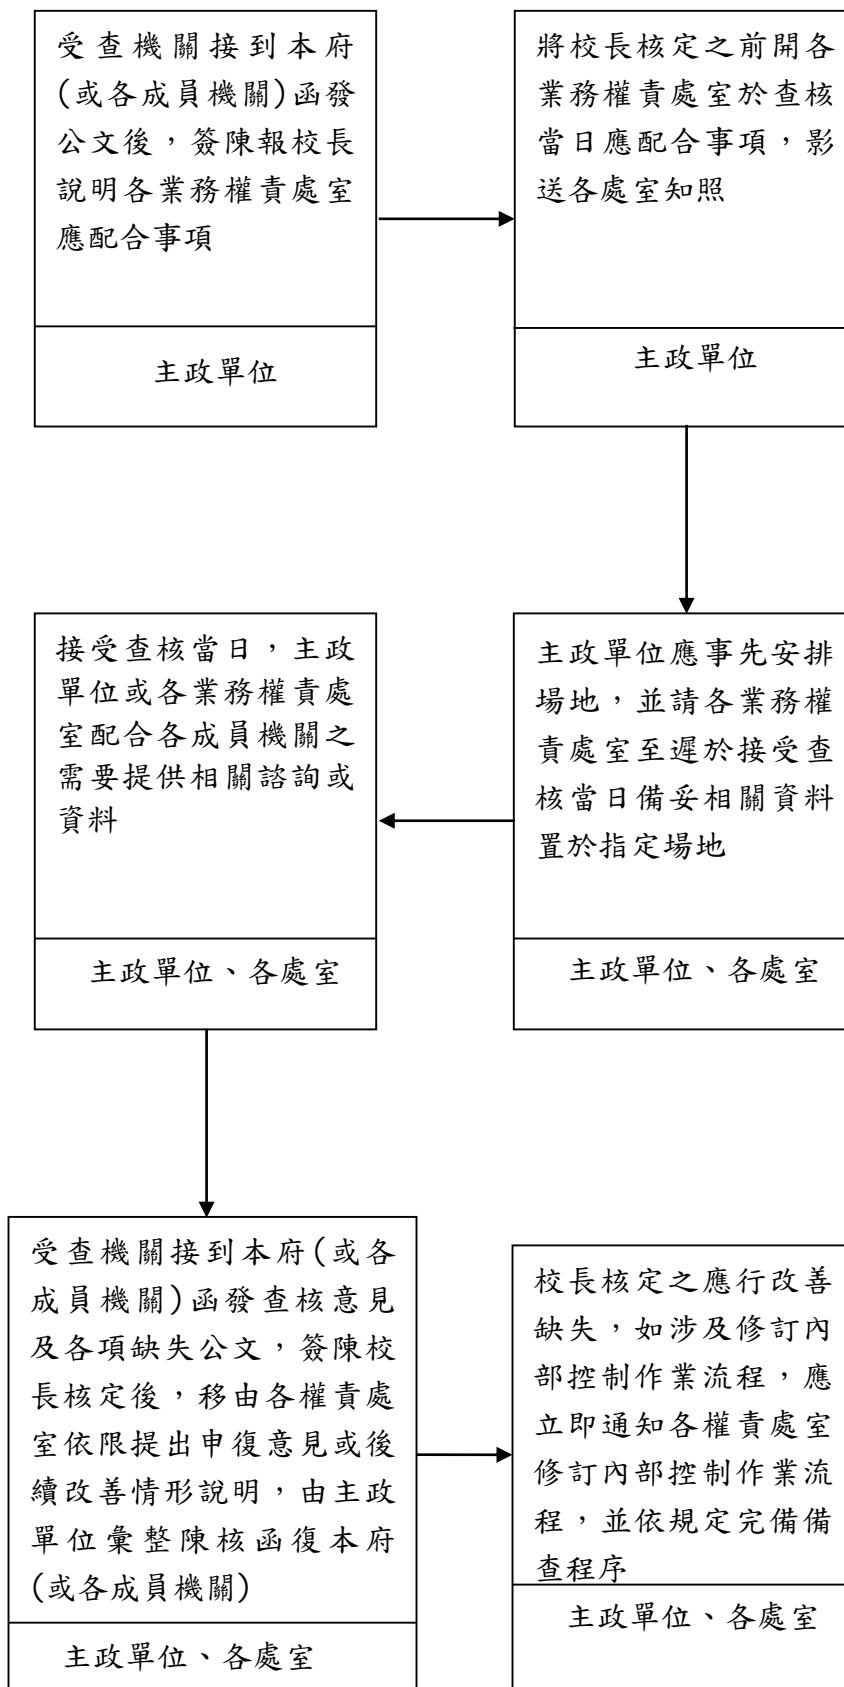 受查機關接到本府
(或各成員機關)函發
公文後，簽陳報校長
說明各業務權責處室
應配合事項
主政單位
將校長核定之前開各
業務權責處室於查核
當日應配合事項，影
送各處室知照
主政單位
主政單位應事先安排
場地，並請各業務權
責處室至遲於接受查
核當日備妥相關資料
置於指定場地
主政單位、各處室
接受查核當日，主政
單位或各業務權責處
室配合各成員機關之
需要提供相關諮詢或
資料
主政單位、各處室
受查機關接到本府(或各
成員機關)函發查核意見
及各項缺失公文，簽陳校
長核定後，移由各權責處
室依限提出申復意見或後
續改善情形說明，由主政
單位彙整陳核函復本府
(或各成員機關)
主政單位、各處室
校長核定之應行改善
缺失，如涉及修訂內
部控制作業流程，應
立即通知各權責處室
修訂內部控制作業流
程，並依規定完備備
查程序
主政單位、各處室